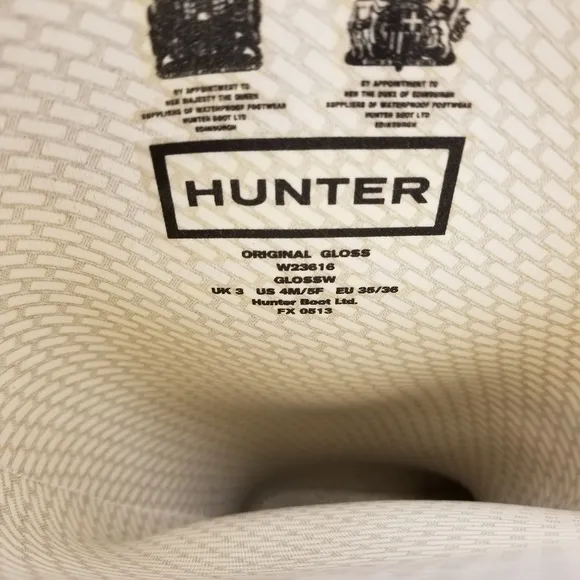 BY APPOINTMENT TO
HER MAJESTY THE QUEEN
SUPPLIERS OF WATERPROOF FOOTWEAR
HUNTER BOOT LTD
EDINBURGH
BY APPOINTMENT TO
HRH THE DUKE OF EDINBURGH
SUPPLIERS OF WATERPROOF FOOTWEAR
HUNTER BOOT LTD
EDINBURGH
HUNTER
ORIGINAL GLOSS
W23616
GLOSSW
UK 3 US 4M/5F EU 35/36
Hunter Boot Ltd.
FX 0513